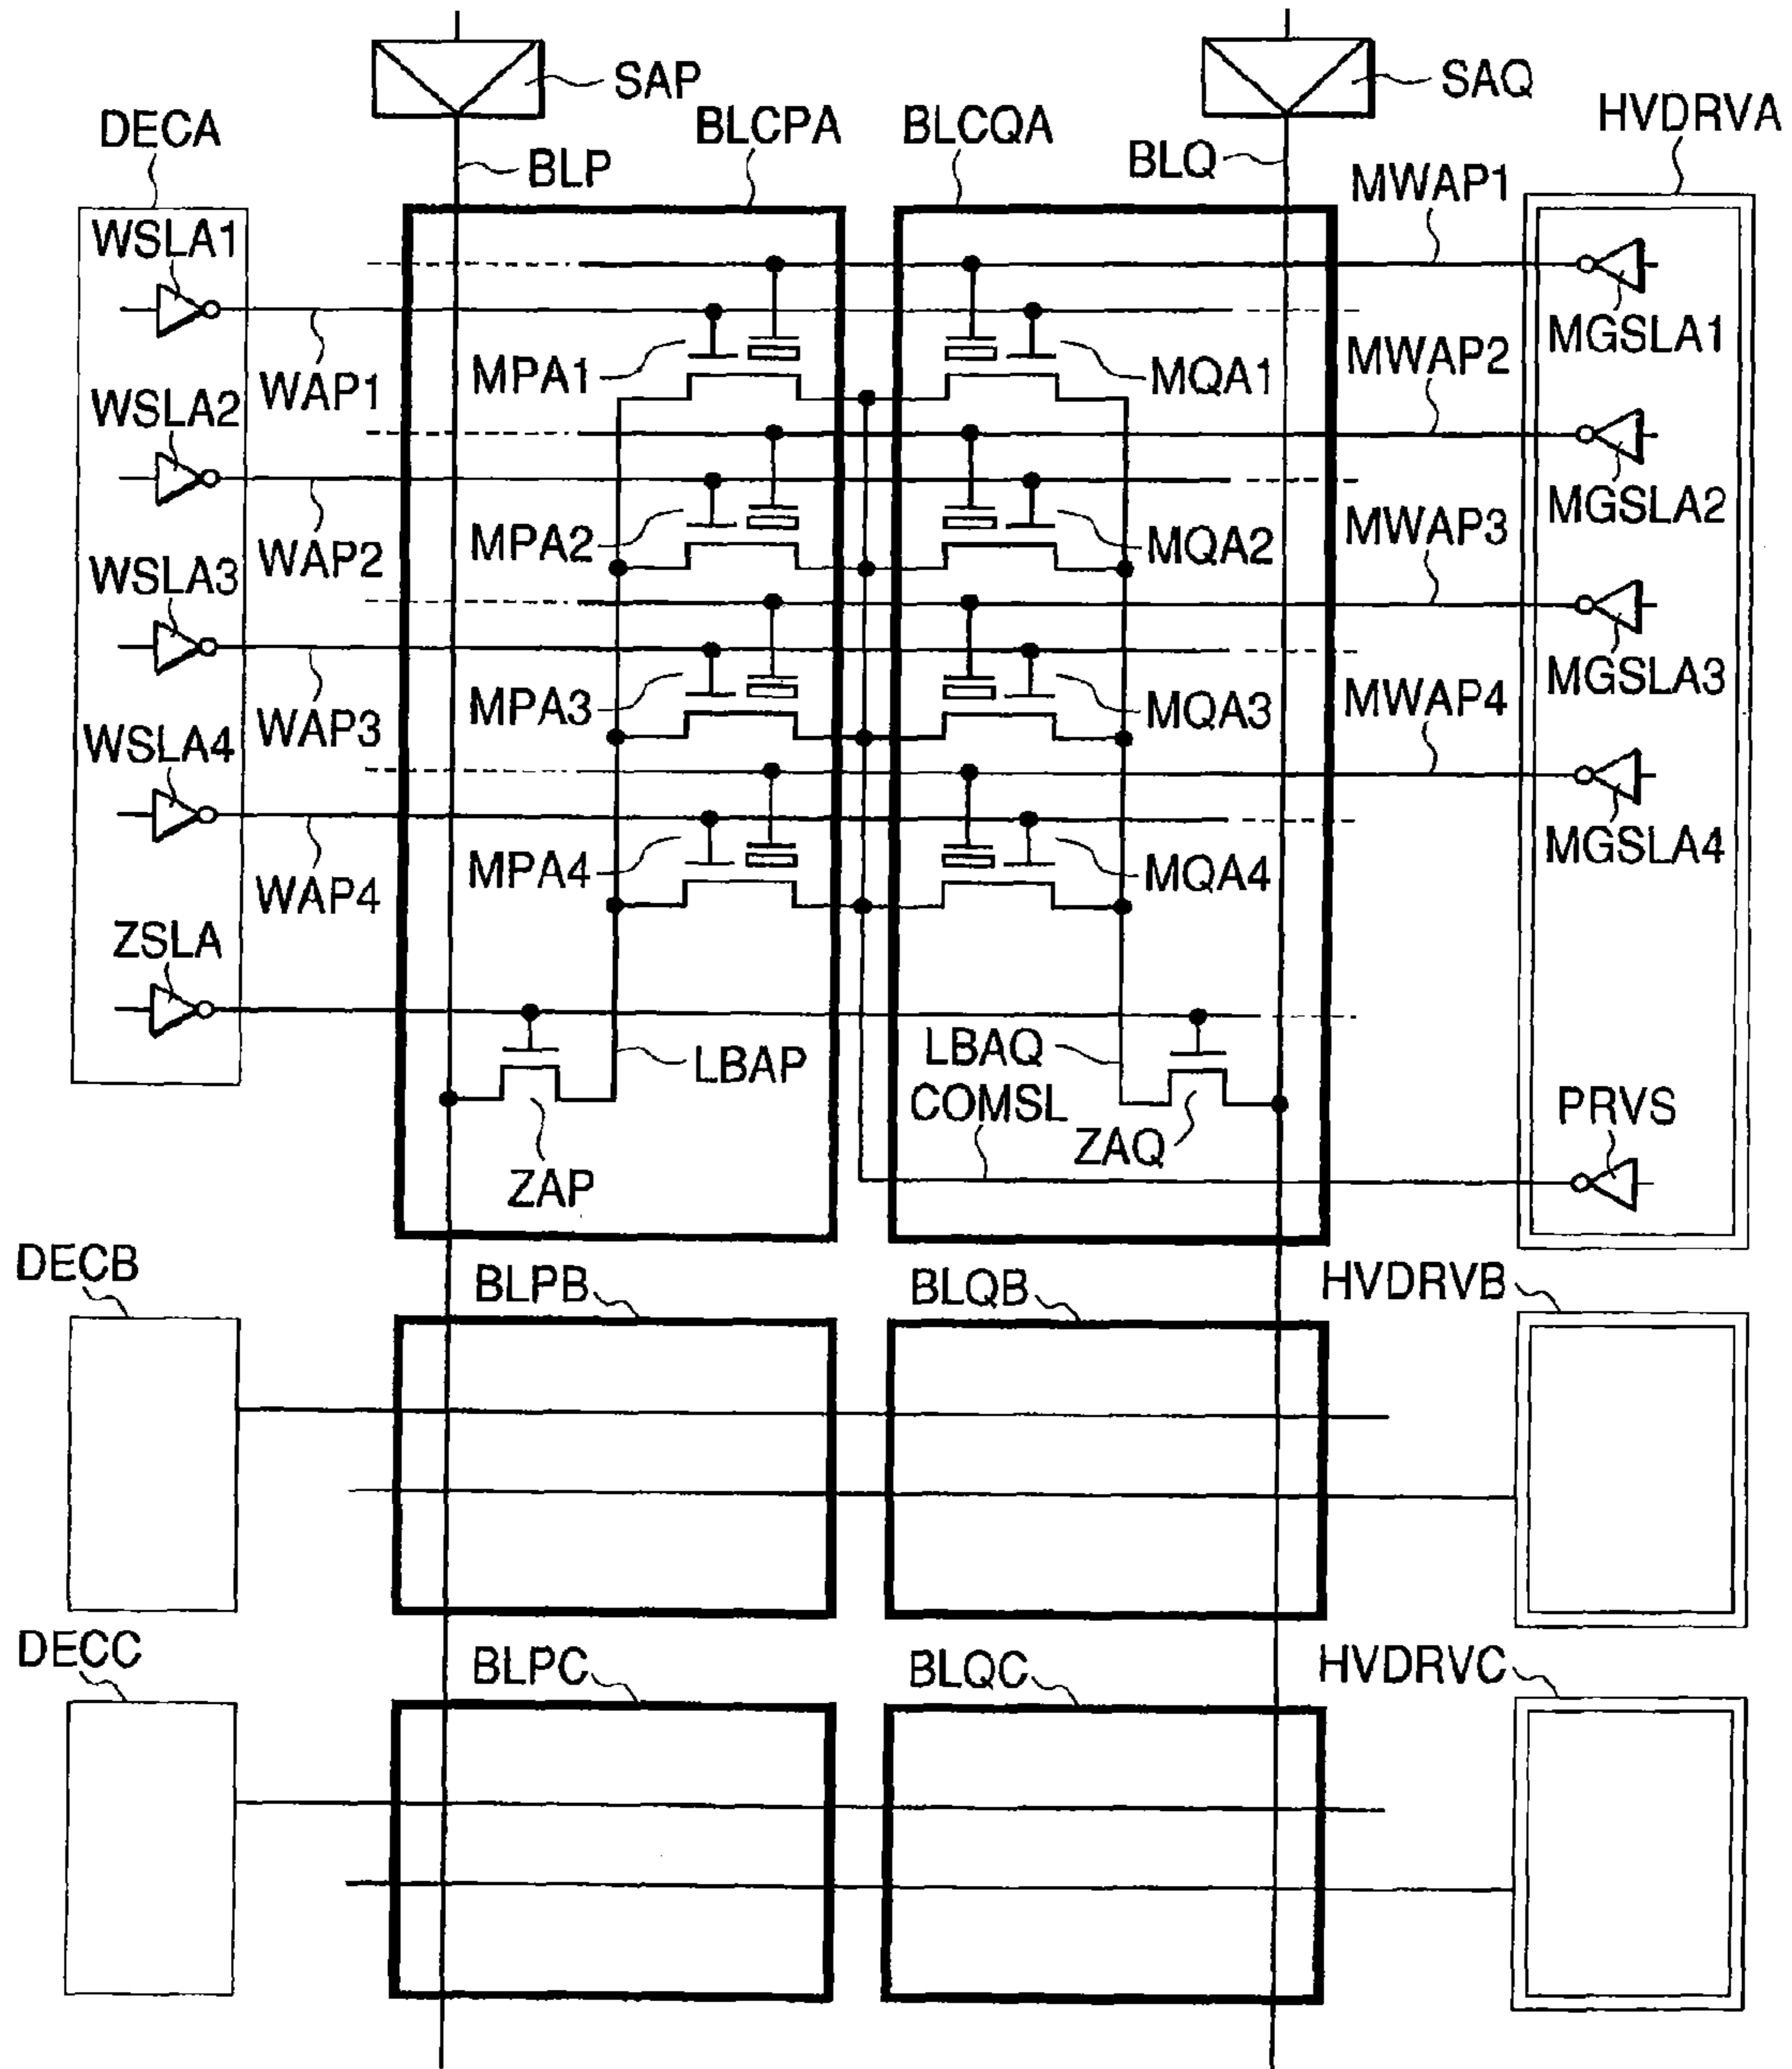 SAP
SAQ
DECA
BLCPA
BLCQA
HVDRVA
BLP
BLQ
MWAP1
WSLA1
MGSLA1
MPA1
MQA1
MWAP2
WAP1
WSLA2
MGSLA2
MPA2
MQA2
MWAP3
WAP2
WSLA3
MGSLA3
MPA3
MQA3
MWAP4
WAP3
WSLA4
MGSLA4
MPA4
MQA4
WAP4
ZSLA
LBAP
LBAQ
COMSL
PRVS
ZAP
ZAQ
DECB
BLPB
BLQB
HVDRVB
DECC
BLPC
BLQC
HVDRVC